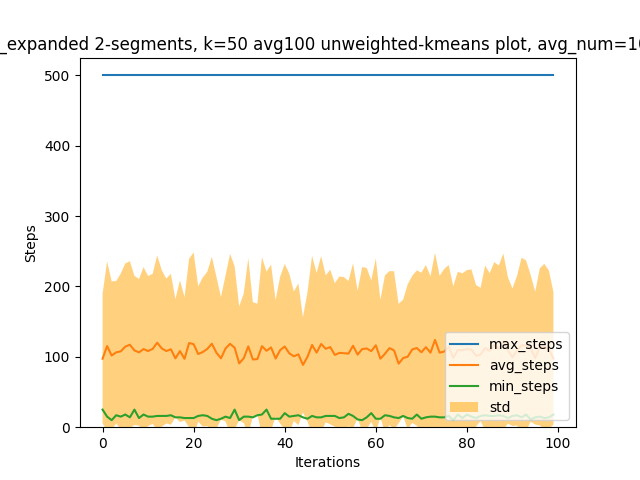 _expanded 2-segments, k=50 avg100 unweighted-kmeans plot, avg_num=10
500
400
300
200
100
0
Steps
max_steps
avg_steps
min_steps
std
0 20 40 60 80 100
Iterations